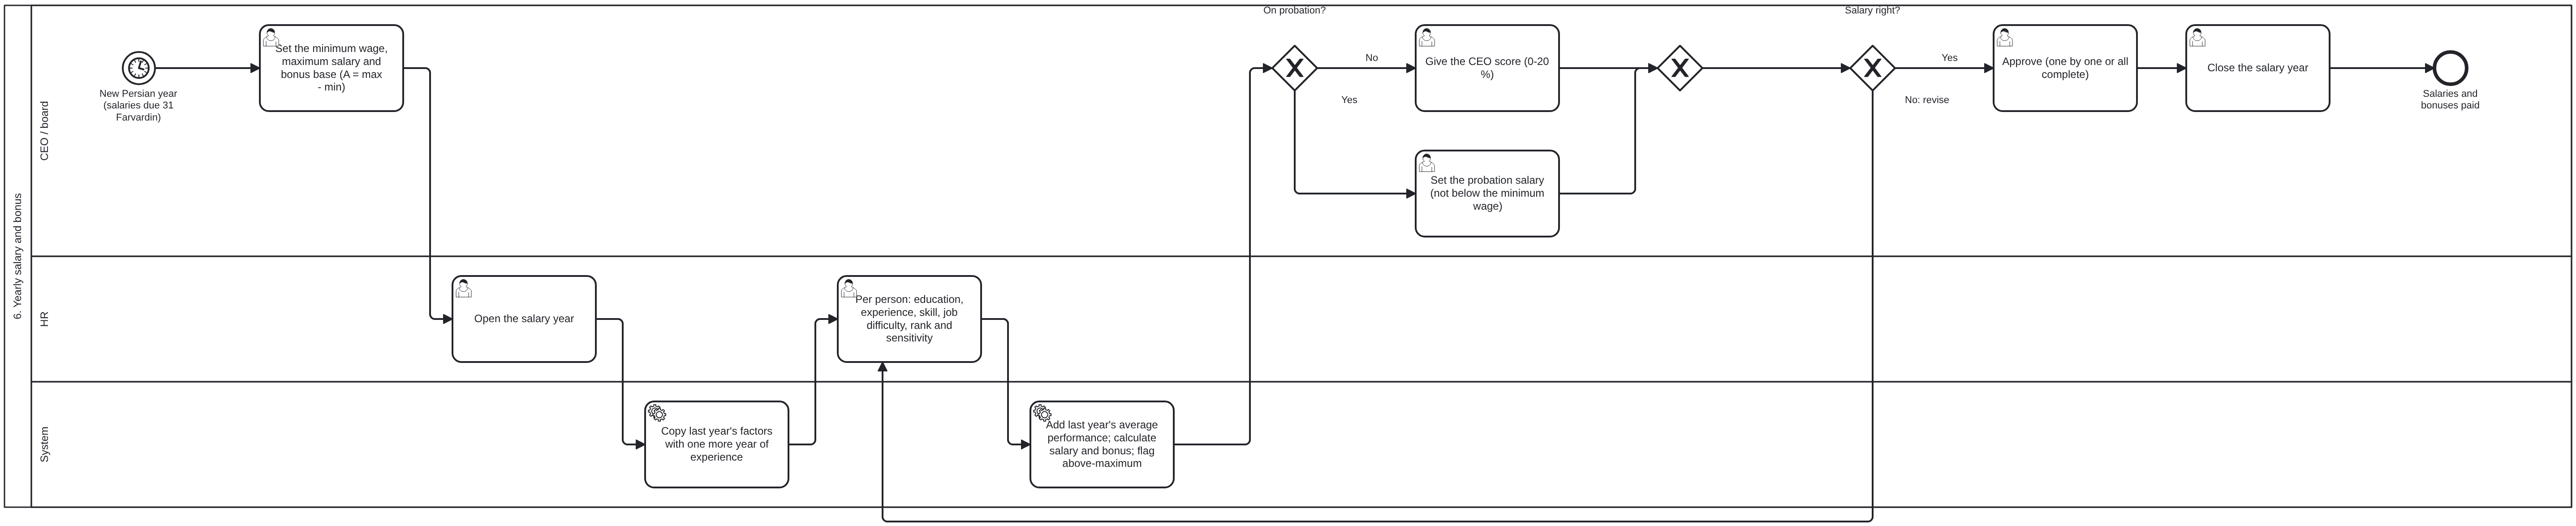 6. Yearly salary and bonus
CEO / board
New Persian year
(salaries due 31
Farvardin)
Set the minimum wage,
maximum salary and
bonus base (A = max
- min)
On probation?
No
Yes
Give the CEO score (0-20
%)
Set the probation salary
(not below the minimum
wage)
Salary right?
Yes
No: revise
Approve (one by one or all
complete)
Close the salary year
Salaries and
bonuses paid
HR
Open the salary year
Per person: education,
experience, skill, job
difficulty, rank and
sensitivity
System
Copy last year's factors
with one more year of
experience
Add last year's average
performance; calculate
salary and bonus; flag
above-maximum